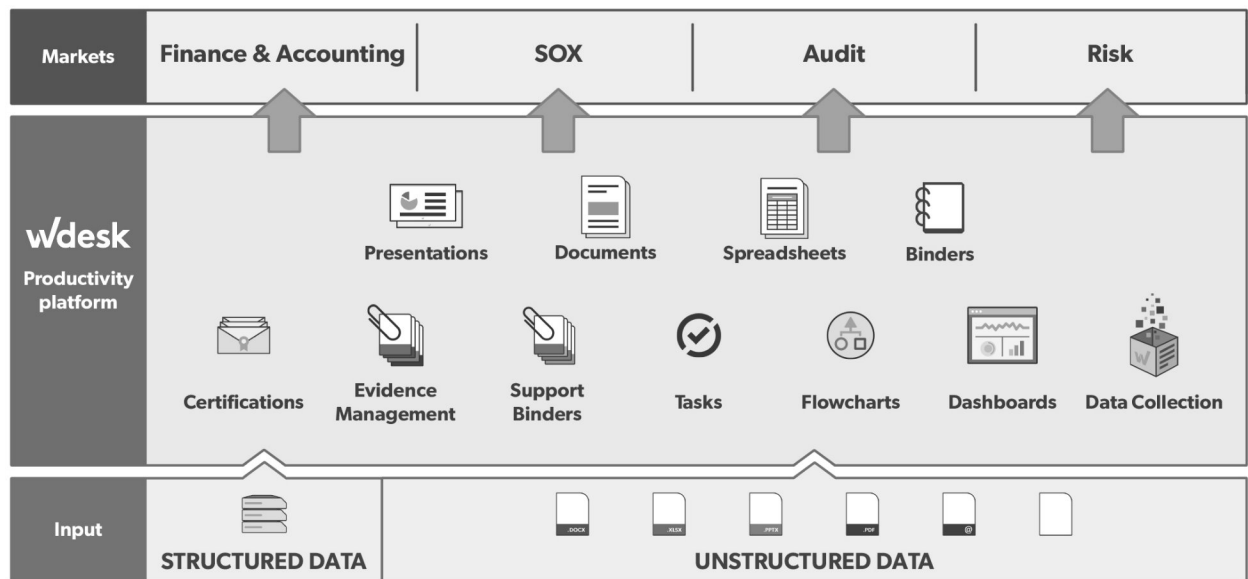 Markets
Finance & Accounting
SOX
Audit
Risk
wdesk
Productivity
platform
Presentations
Documents
Spreadsheets
Binders
Certifications
Evidence
Management
Support
Binders
Tasks
Flowcharts
Dashboards
Data Collection
W
Input
STRUCTURED DATA
.DOCX
.XLSX
.PPTX
.PDF
@
UNSTRUCTURED DATA